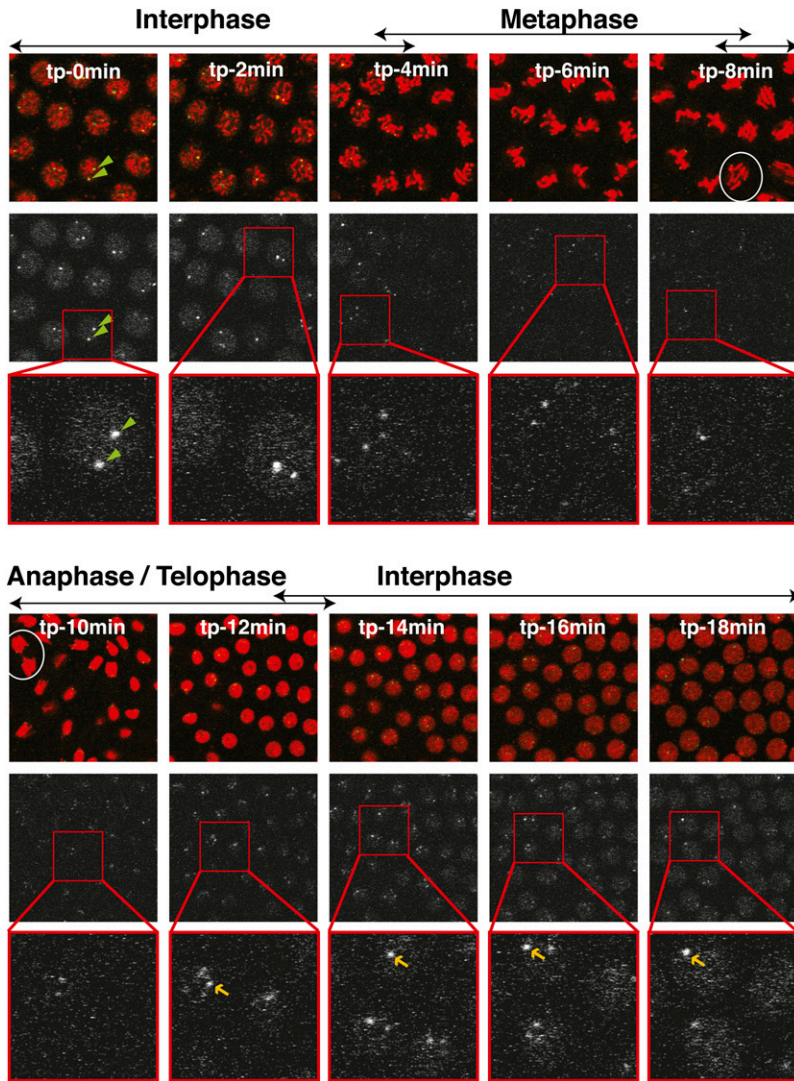 Interphase
Metaphase
tp-0min
tp-2min
tp-4min
tp-6min
tp-8min
Anaphase / Telophase
Interphase
tp-10min
tp-12min
tp-14min
tp-16min
tp-18min